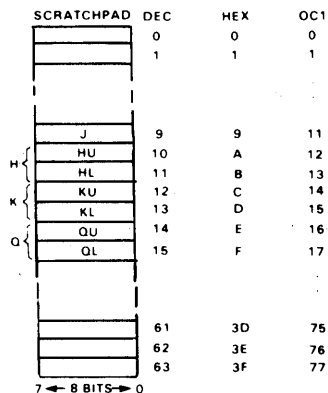 SCRATCHPAD DEC HEX OC1
0 0 0
1 1 1
J 9 9 11
H HU 10 A 12
HL 11 B 13
K KU 12 C 14
KL 13 D 15
Q QU 14 E 16
QL 15 F 17
61 3D 75
62 3E 76
63 3F 77
7 8 BITS 0